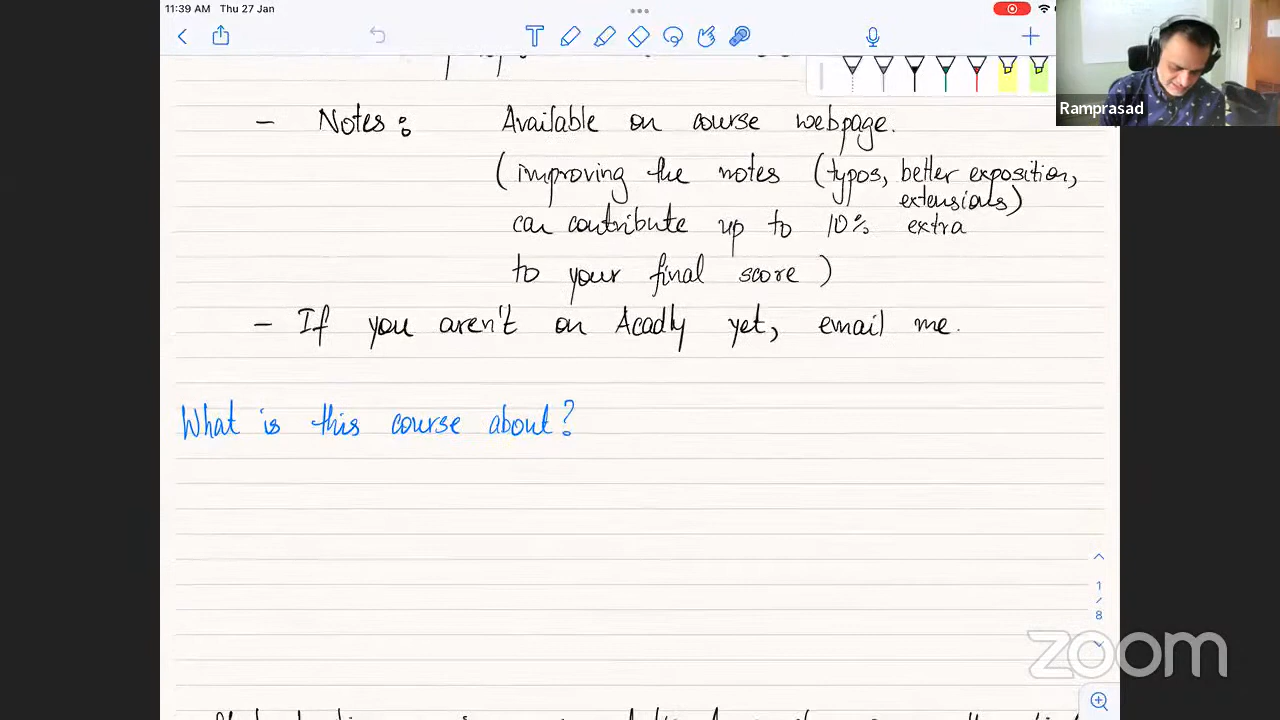 11:39 AM Thu 27 Jan
Ramprasad
- Notes: Available on course webpage.
(improving the notes (typos, better exposition,
extensions)
can contribute up to 10% extra
to your final score)
- If you aren't on Acadly yet, email me.
What is this course about?
1
/
8
zoom